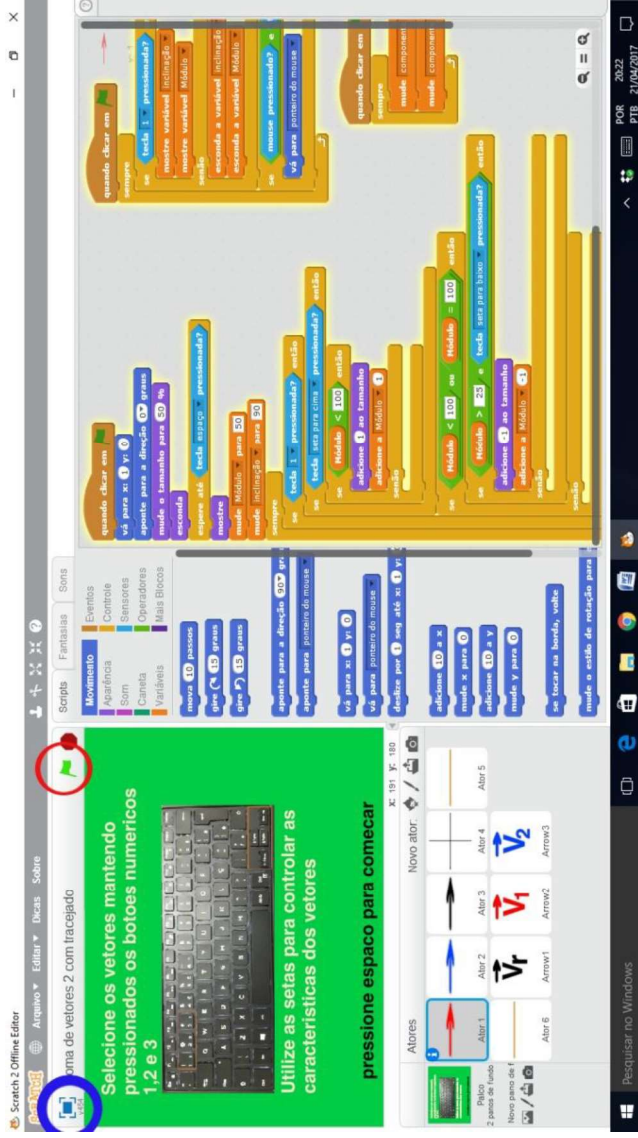 Scratch 2 Offline Editor
SCRATCH Arquivo Editar Dicas Sobre
oma de vetores 2 com tracejado
v454
Selecione os vetores mantendo
pressionados os botoes numericos
1,2 e 3
Utilize as setas para controlar as
características dos vetores
pressione espaco para comecar
x: 191 y: 180
Atores
Novo ator:
Palco
2 panos de fundo
Novo pano de f
Ator 1
Ator 2
Ator 3
Ator 4
Ator 5
Ator 6
Vr
Arrow1
V1
Arrow2
V2
Arrow3
Scripts Fantasias Sons
Movimento
Aparência
Som
Caneta
Variáveis
Eventos
Controle
Sensores
Operadores
Mais Blocos
mova 10 passos
gire 15 graus
gire 15 graus
aponte para a direção 90 gr
aponte para ponteiro do mouse
vá para x: 1 y: 0
vá para ponteiro do mouse
deslize por 1 seg até x: 1 y:
adicione 10 a x
mude x para 0
adicione 10 a y
mude y para 0
se tocar na borda, volte
mude o estilo de rotação para
quando clicar em
vá para x: 1 y: 0
aponte para a direção 0 graus
mude o tamanho para 50 %
esconda
espere até tecla espaço pressionada?
mostre
mude Módulo para 50
mude inclinação para 90
sempre
se tecla 1 pressionada? então
se tecla seta para cima pressionada? então
se Módulo < 100 então
adicione 1 ao tamanho
adicione a Módulo 1
senão
senão
se Módulo < 100 ou Módulo = 100 então
se Módulo > 25 e tecla seta para baixo pressionada? então
adicione -1 ao tamanho
adicione a Módulo -1
senão
senão
quando clicar em
sempre
se tecla 1 pressionada?
mostre variável inclinação
mostre variável Módulo
senão
esconda a variável inclinação
esconda a variável Módulo
se mouse pressionado? e
vá para ponteiro do mouse
quando clicar em
sempre
mude component
mude component
Pesquisar no Windows
POR
PTB
20:22
21/04/2017